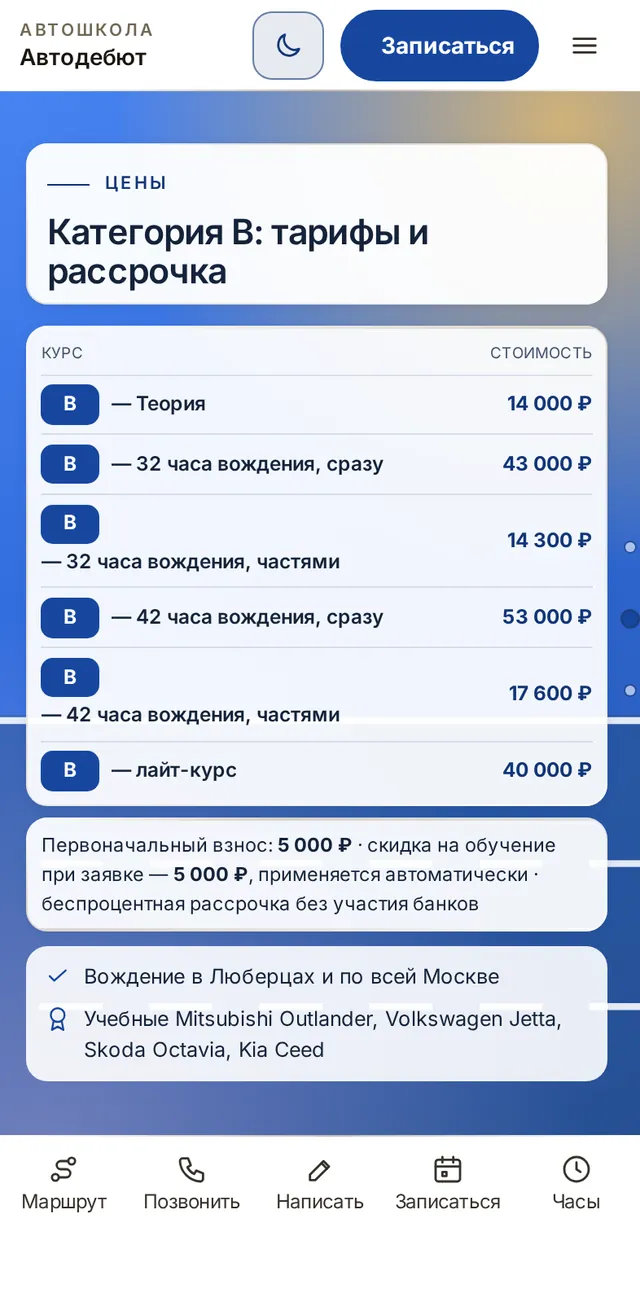 АВТОШКОЛА
Автодебют
Записаться
ЦЕНЫ
Категория B: тарифы и
рассрочка
КУРС СТОИМОСТЬ
B — Теория 14 000 ₽
B — 32 часа вождения, сразу 43 000 ₽
B
— 32 часа вождения, частями 14 300 ₽
B — 42 часа вождения, сразу 53 000 ₽
B
— 42 часа вождения, частями 17 600 ₽
B — лайт-курс 40 000 ₽
Первоначальный взнос: 5 000 ₽ · скидка на обучение
при заявке — 5 000 ₽, применяется автоматически ·
беспроцентная рассрочка без участия банков
Вождение в Люберцах и по всей Москве
Учебные Mitsubishi Outlander, Volkswagen Jetta,
Skoda Octavia, Kia Ceed
Маршрут Позвонить Написать Записаться Часы